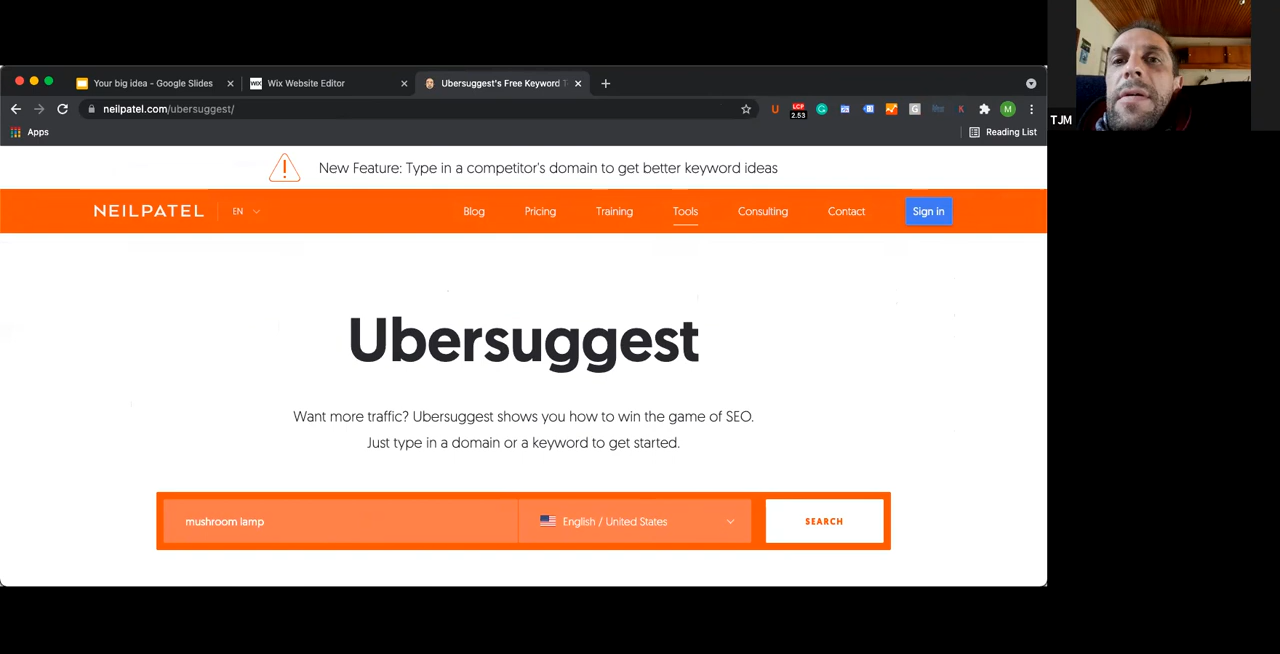 Your big idea - Google Slides
Wix Website Editor
Ubersuggest's Free Keyword T
neilpatel.com/ubersuggest/
LCP
2.53
M
Apps
Reading List
New Feature: Type in a competitor's domain to get better keyword ideas
NEILPATEL
EN
Blog
Pricing
Training
Tools
Consulting
Contact
Sign in
Ubersuggest
Want more traffic? Ubersuggest shows you how to win the game of SEO.
Just type in a domain or a keyword to get started.
mushroom lamp
English / United States
SEARCH
TJM